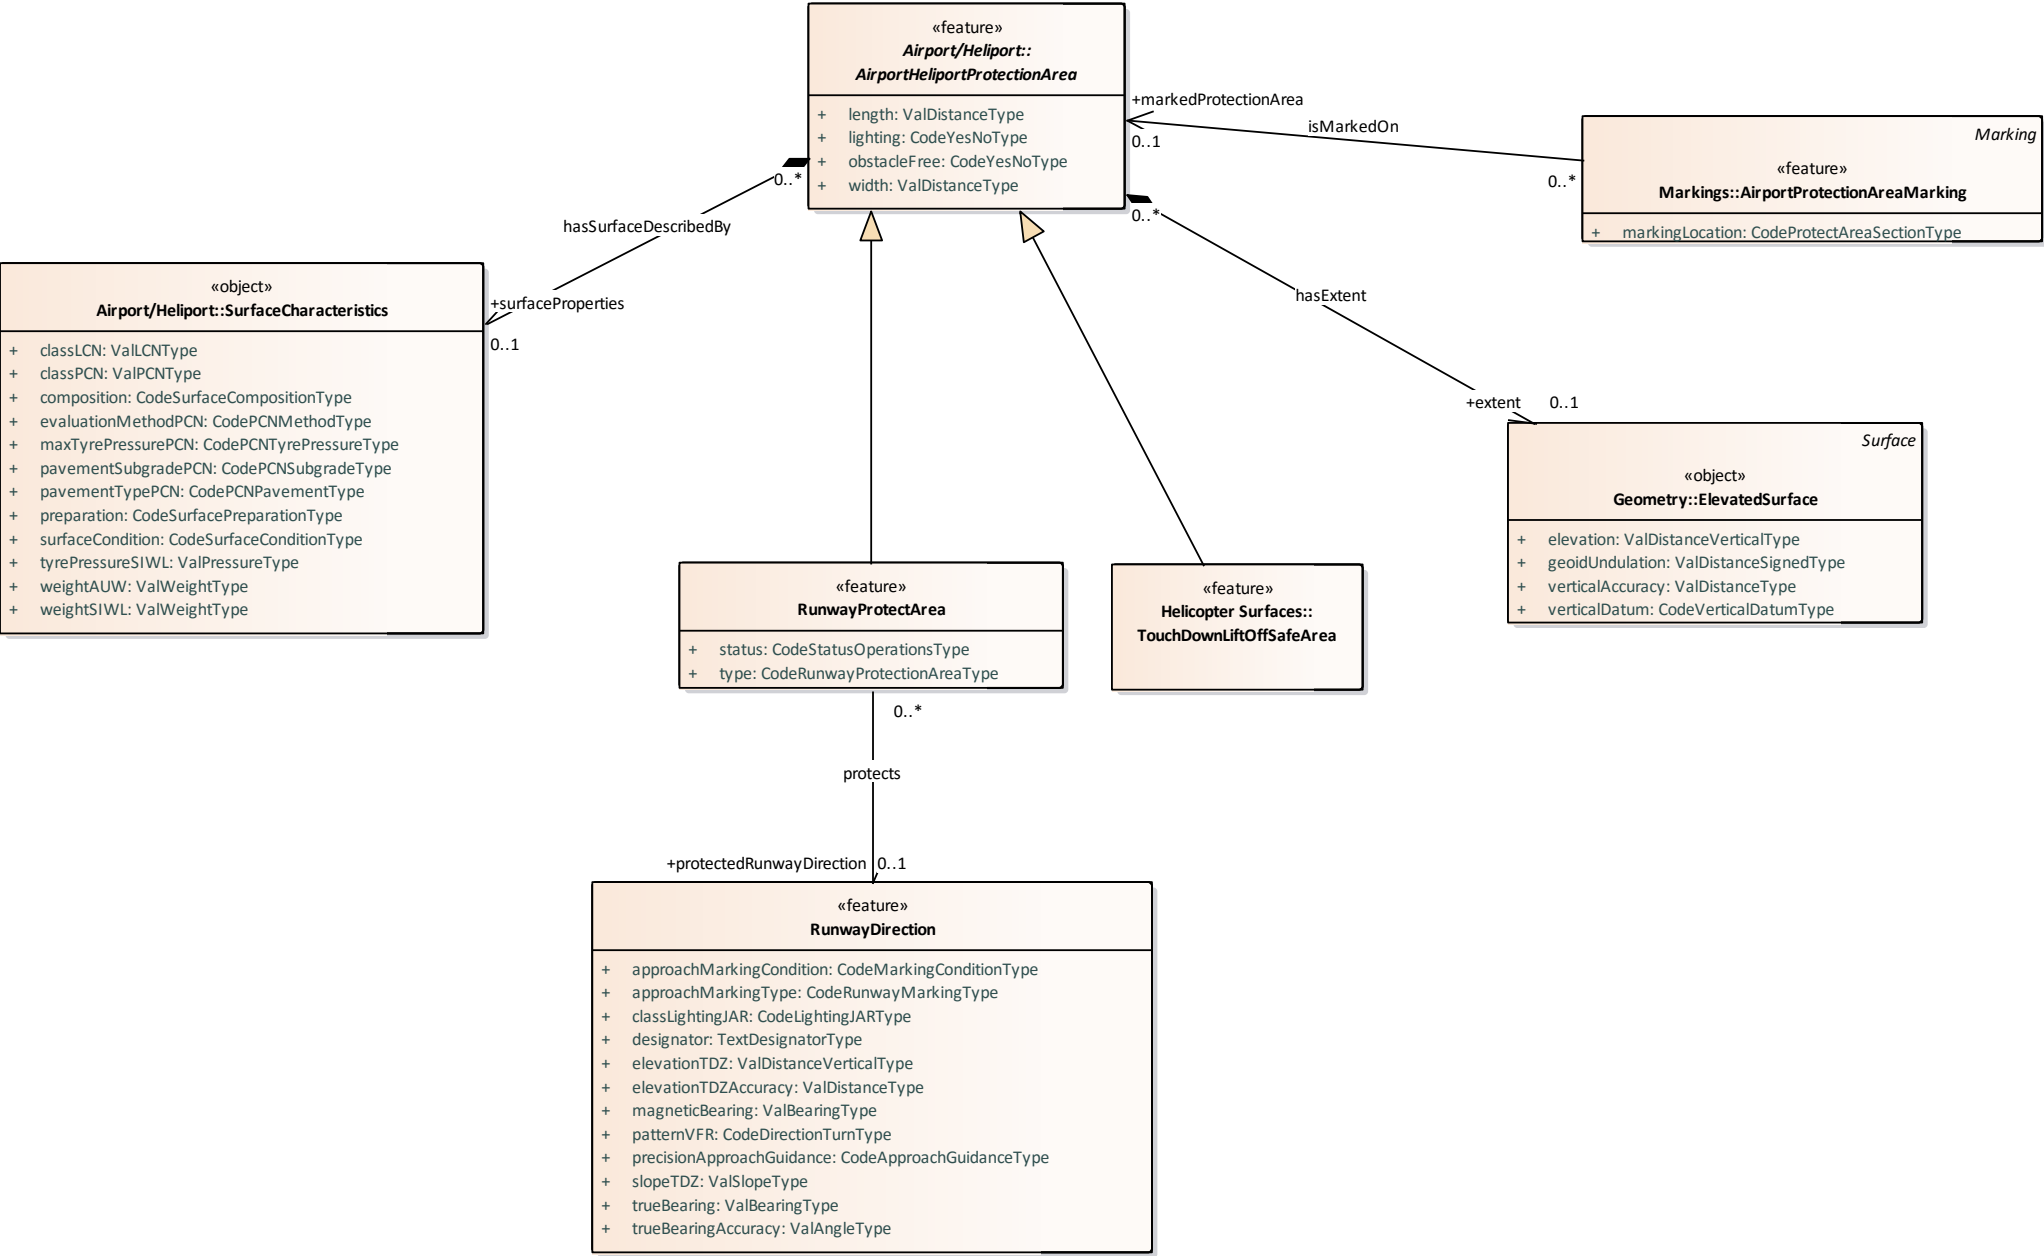 «feature»
Airport/Heliport::
AirportHeliportProtectionArea
+ length: ValDistanceType
+ lighting: CodeYesNoType
+ obstacleFree: CodeYesNoType
+ width: ValDistanceType
+markedProtectionArea
0..1
isMarkedOn
0..*
Marking
«feature»
Markings::AirportProtectionAreaMarking
+ markingLocation: CodeProtectAreaSectionType
0..*
hasSurfaceDescribedBy
+surfaceProperties
0..1
0..*
hasExtent
+extent
0..1
«object»
Airport/Heliport::SurfaceCharacteristics
+ classLCN: ValLCNType
+ classPCN: ValPCNType
+ composition: CodeSurfaceCompositionType
+ evaluationMethodPCN: CodePCNMethodType
+ maxTyrePressurePCN: CodePCNTyrePressureType
+ pavementSubgradePCN: CodePCNSubgradeType
+ pavementTypePCN: CodePCNPavementType
+ preparation: CodeSurfacePreparationType
+ surfaceCondition: CodeSurfaceConditionType
+ tyrePressureSIWL: ValPressureType
+ weightAUW: ValWeightType
+ weightSIWL: ValWeightType
Surface
«object»
Geometry::ElevatedSurface
+ elevation: ValDistanceVerticalType
+ geoidUndulation: ValDistanceSignedType
+ verticalAccuracy: ValDistanceType
+ verticalDatum: CodeVerticalDatumType
«feature»
RunwayProtectArea
+ status: CodeStatusOperationsType
+ type: CodeRunwayProtectionAreaType
«feature»
Helicopter Surfaces::
TouchDownLiftOffSafeArea
0..*
protects
+protectedRunwayDirection
0..1
«feature»
RunwayDirection
+ approachMarkingCondition: CodeMarkingConditionType
+ approachMarkingType: CodeRunwayMarkingType
+ classLightingJAR: CodeLightingJARType
+ designator: TextDesignatorType
+ elevationTDZ: ValDistanceVerticalType
+ elevationTDZAccuracy: ValDistanceType
+ magneticBearing: ValBearingType
+ patternVFR: CodeDirectionTurnType
+ precisionApproachGuidance: CodeApproachGuidanceType
+ slopeTDZ: ValSlopeType
+ trueBearing: ValBearingType
+ trueBearingAccuracy: ValAngleType